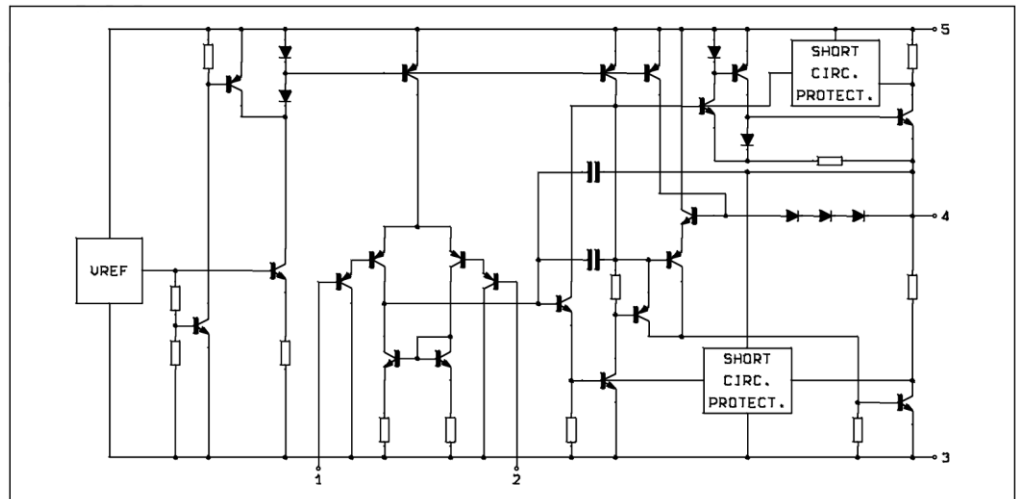 5
SHORT
CIRC.
PROTECT.
4
VREF
SHORT
CIRC.
PROTECT.
3
1
2